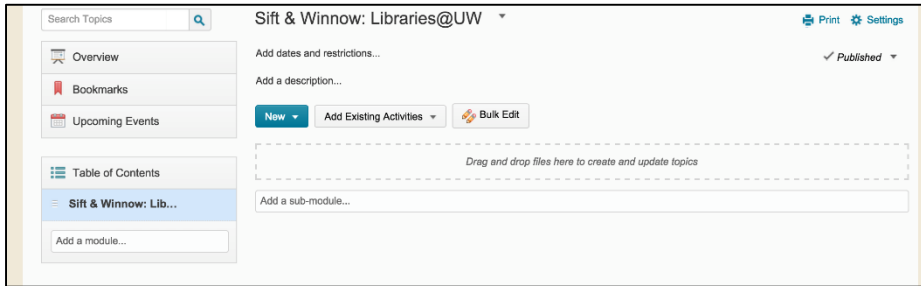 Search Topics
Overview
Bookmarks
Upcoming Events
Table of Contents
Sift & Winnow: Lib...
Add a module...
Sift & Winnow: Libraries@UW
Print Settings
Add dates and restrictions...
Published
Add a description...
New Add Existing Activities Bulk Edit
Drag and drop files here to create and update topics
Add a sub-module...